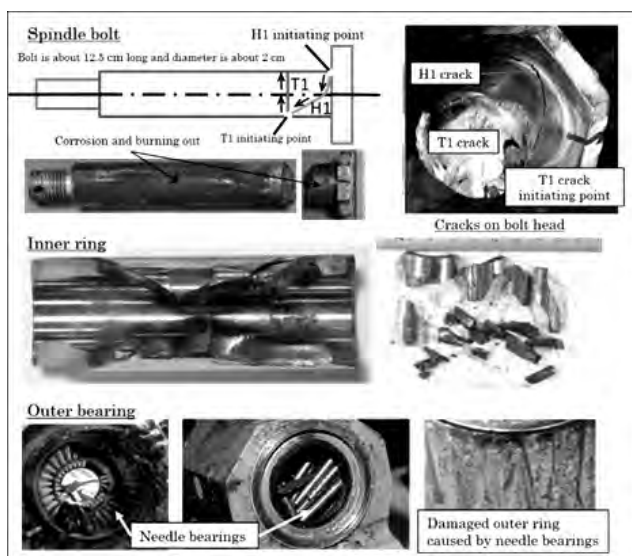 Spindle bolt
Bolt is about 12.5 cm long and diameter is about 2 cm
H1 initiating point
T1
H1
T1 initiating point
Corrosion and burning out
H1 crack
T1 crack
T1 crack
initiating point
Cracks on bolt head
Inner ring
Outer bearing
Needle bearings
Damaged outer ring
caused by needle bearings